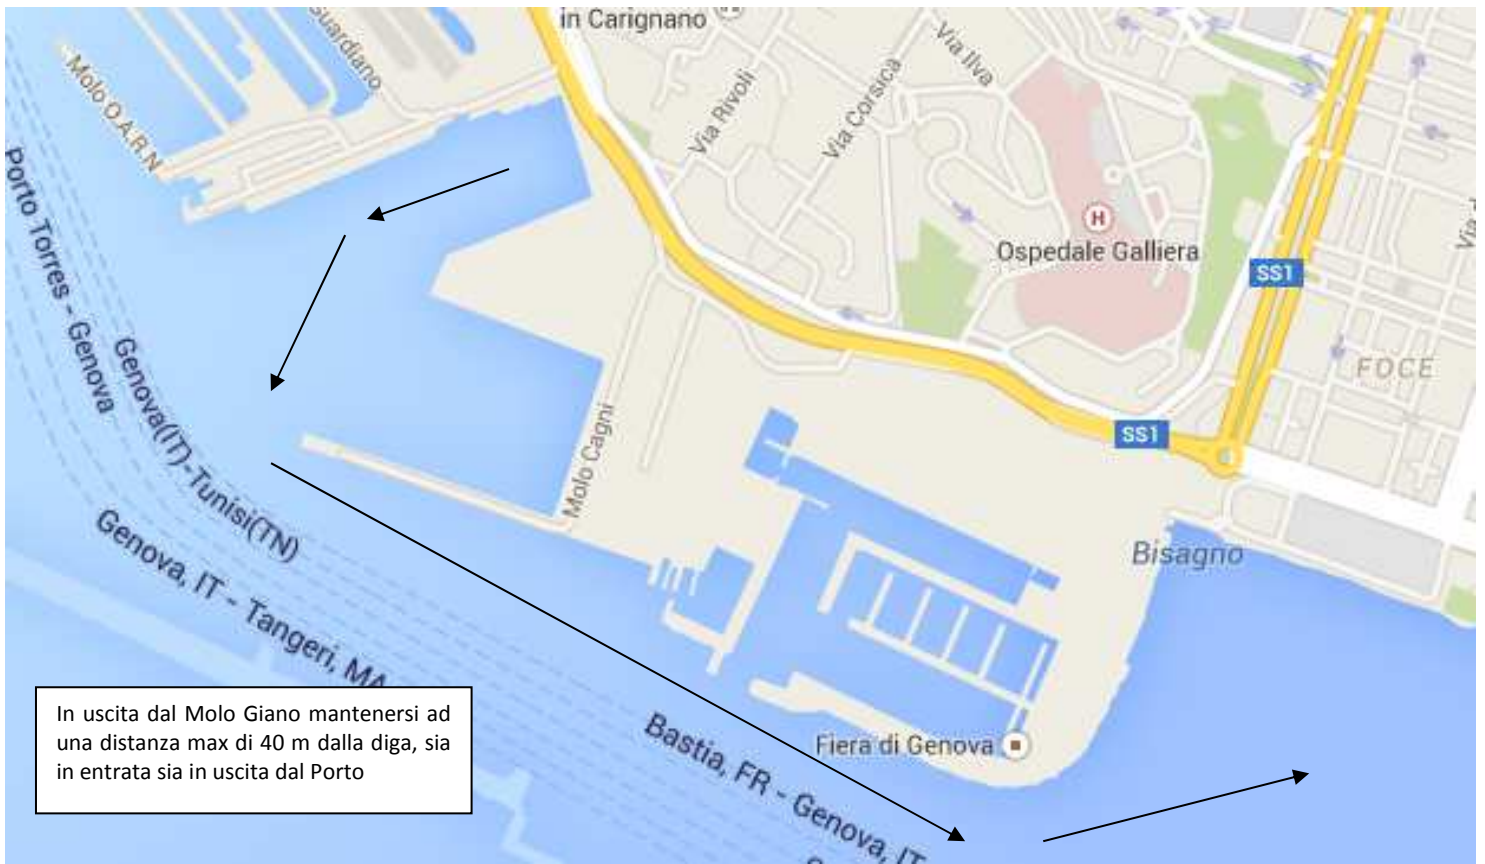 in Carignano
Guardiano
Molo O.A.R.N
Via Rivoli
Via Corsica
Via Ilva
Porto Torres - Genova
H
Ospedale Galliera
SS1
Genova(IT)-Tunisi(TN)
FOCE
Molo Cagni
SS1
Genova, IT - Tangeri, MA
Bisagno
In uscita dal Molo Giano mantenersi ad
una distanza max di 40 m dalla diga, sia
in entrata sia in uscita dal Porto
Bastia, FR - Genova, IT
Fiera di Genova
Via